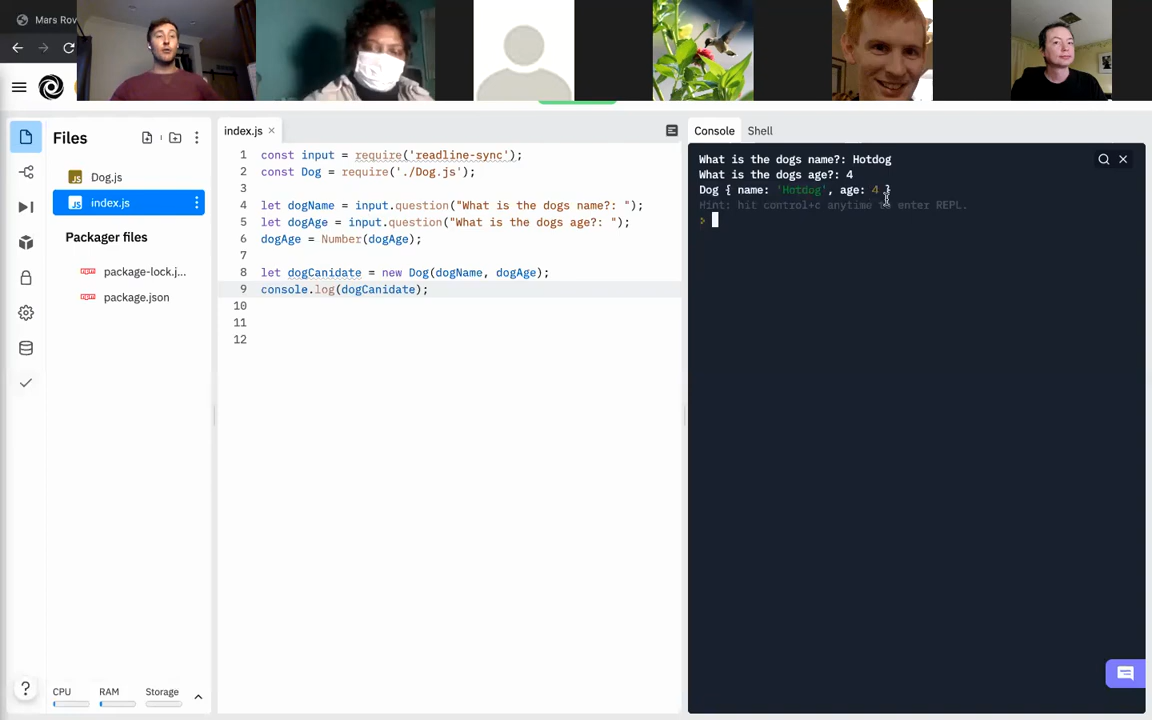 Mars Rov
Files
Dog.js
index.js
Packager files
package-lock.j...
package.json
CPU RAM Storage
index.js
1 const input = require('readline-sync');
2 const Dog = require('./Dog.js');
3
4 let dogName = input.question("What is the dogs name?: ");
5 let dogAge = input.question("What is the dogs age?: ");
6 dogAge = Number(dogAge);
7
8 let dogCanidate = new Dog(dogName, dogAge);
9 console.log(dogCanidate);
10
11
12
Console Shell
What is the dogs name?: Hotdog
What is the dogs age?: 4
Dog { name: 'Hotdog', age: 4 }
Hint: hit control+c anytime to enter REPL.
>